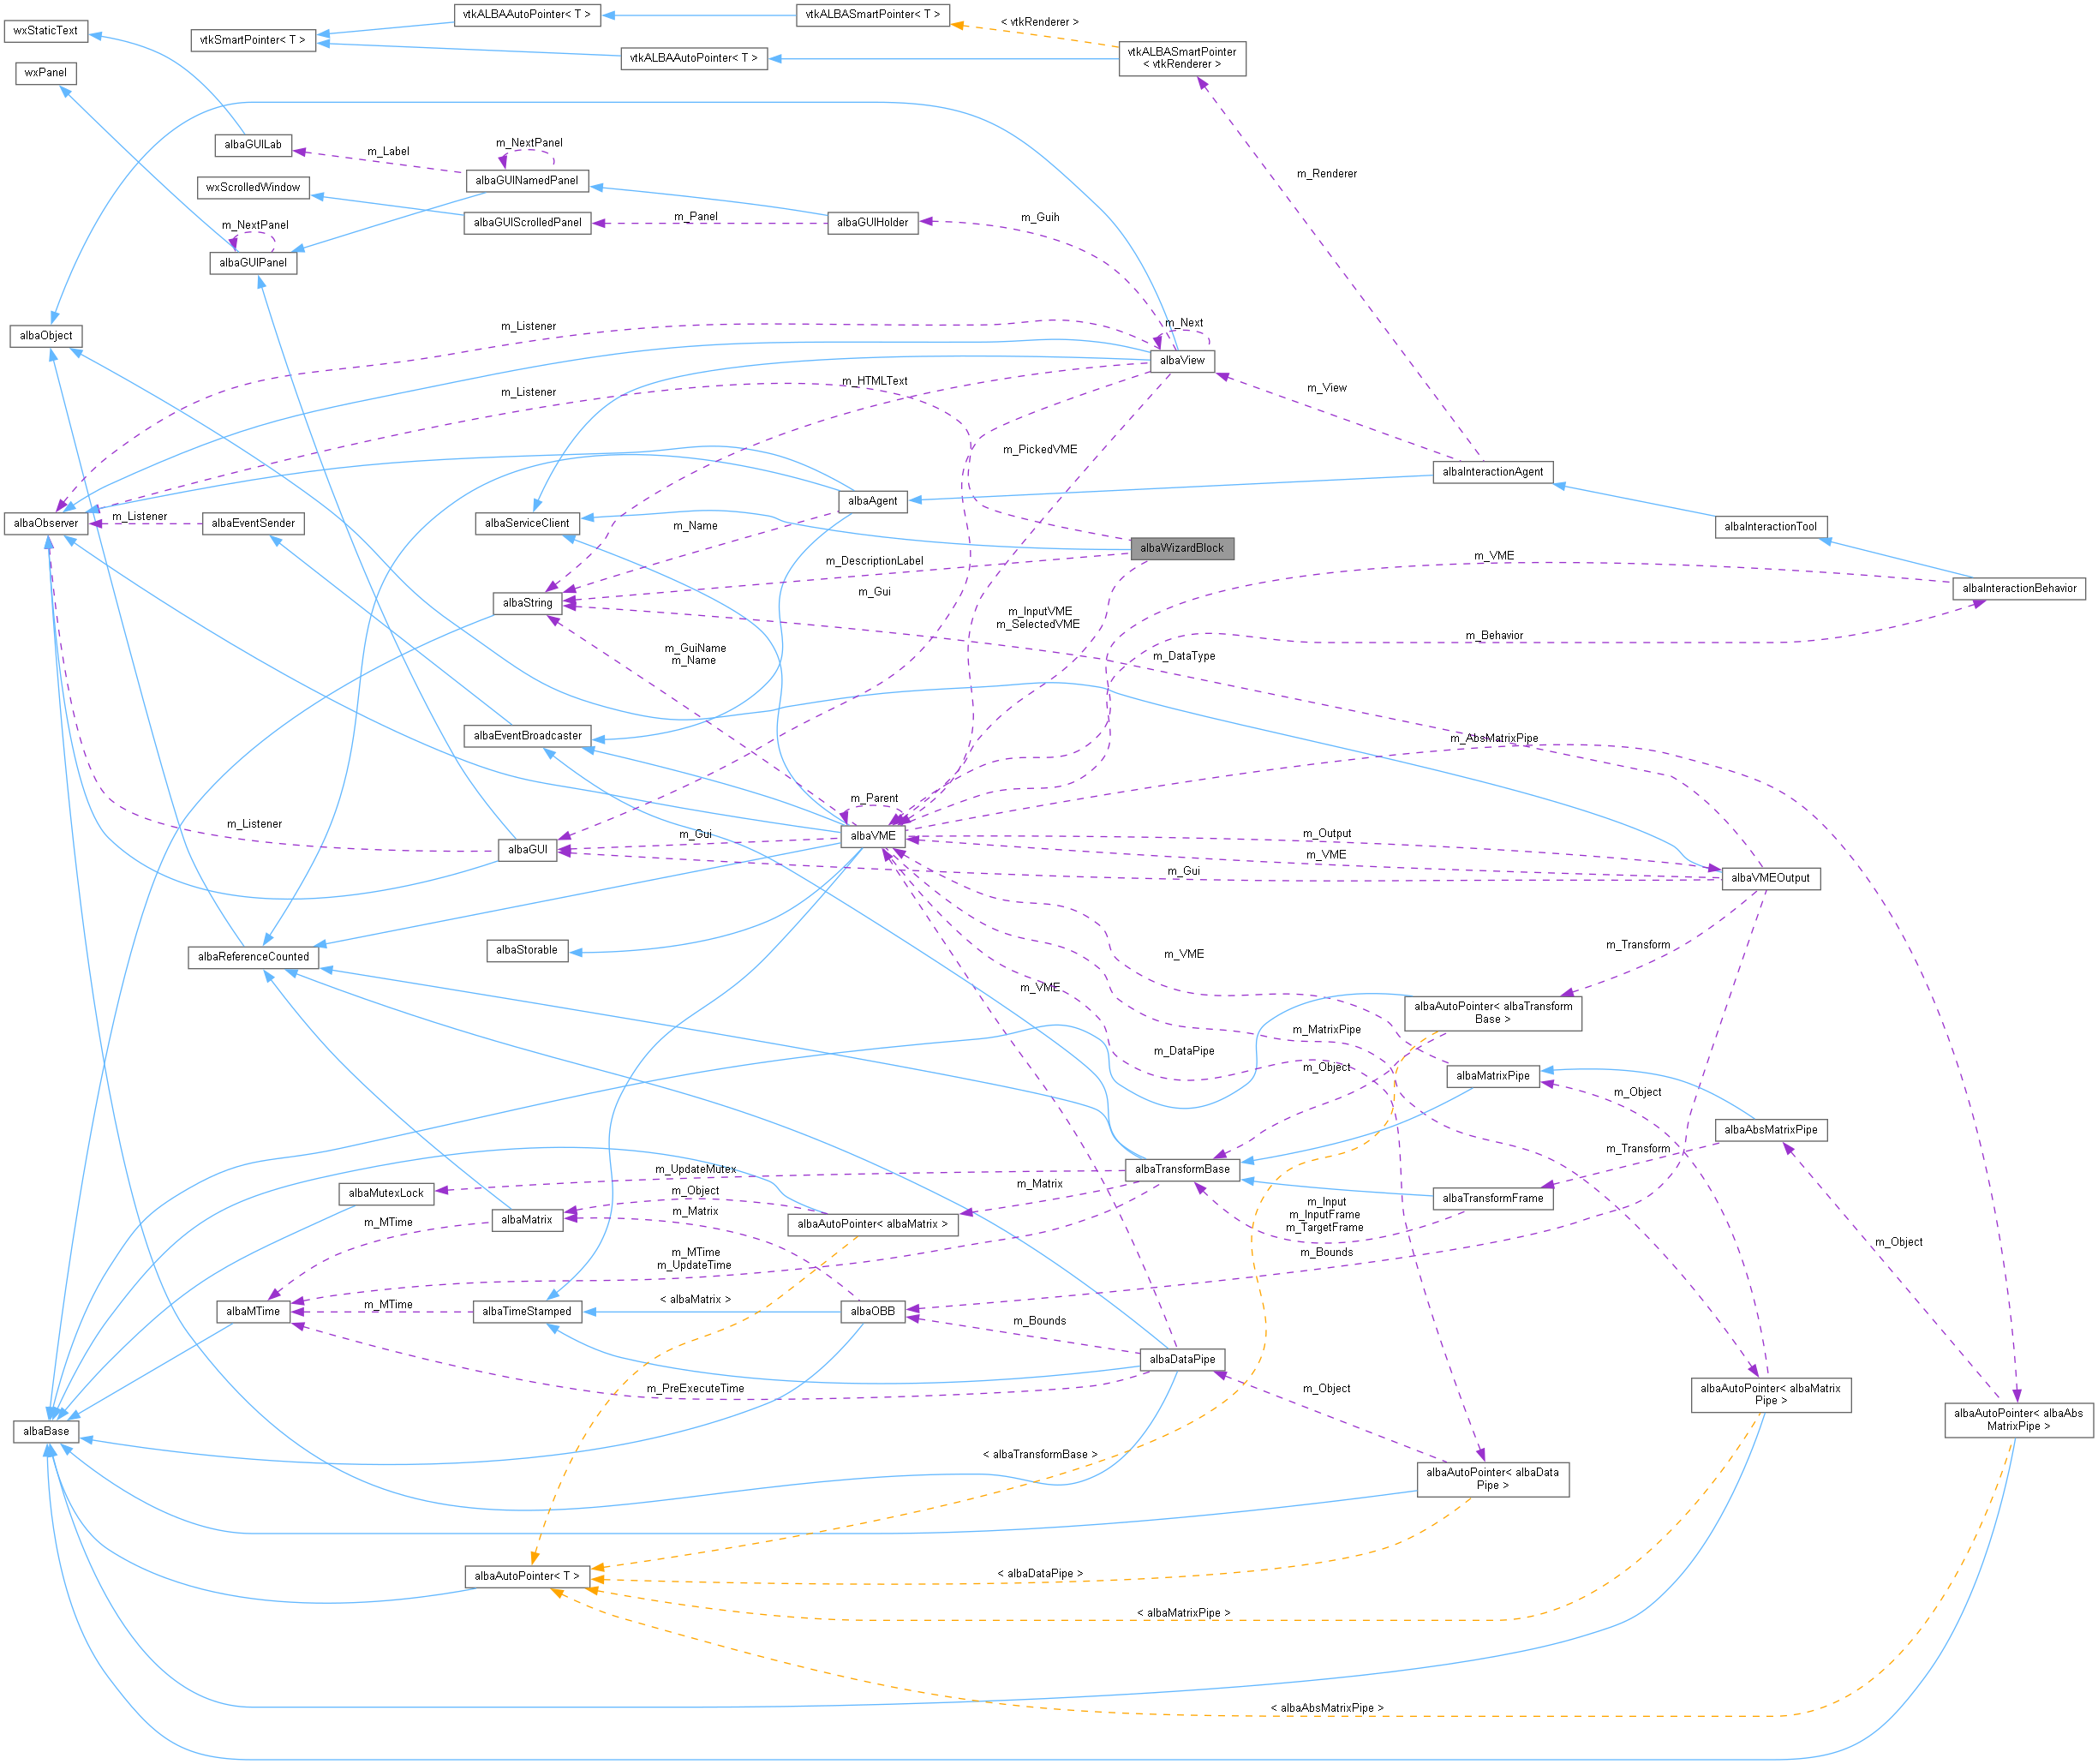 vtkALBAAutoPointer< T >
vtkALBASmartPointer< T >
< vtkRenderer >
wxStaticText
vtkSmartPointer< T >
vtkALBAAutoPointer< T >
vtkALBASmartPointer
< vtkRenderer >
wxPanel
albaGUILab
m_Label
m_NextPanel
albaGUINamedPanel
m_Renderer
wxScrolledWindow
albaGUIScrolledPanel
m_Panel
albaGUIHolder
m_Guih
m_NextPanel
albaGUIPanel
albaObject
m_Listener
m_Next
albaView
m_Listener
m_HTMLText
m_View
m_PickedVME
albaInteractionAgent
albaAgent
albaObserver
m_Listener
albaEventSender
albaServiceClient
m_Name
albaInteractionTool
albaWizardBlock
m_DescriptionLabel
m_VME
m_Gui
albaInteractionBehavior
albaString
m_InputVME
m_SelectedVME
m_Behavior
m_GuiName
m_Name
m_DataType
albaEventBroadcaster
m_AbsMatrixPipe
m_Parent
m_Listener
m_Gui
albaVME
m_Output
albaGUI
m_VME
m_Gui
albaVMEOutput
albaReferenceCounted
albaStorable
m_VME
m_Transform
m_VME
albaAutoPointer< albaTransform
Base >
m_MatrixPipe
m_DataPipe
m_Object
albaMatrixPipe
m_Object
albaAbsMatrixPipe
m_Transform
m_UpdateMutex
albaTransformBase
albaMutexLock
m_Object
m_Matrix
albaTransformFrame
m_Matrix
albaMatrix
m_MTime
albaAutoPointer< albaMatrix >
m_Input
m_InputFrame
m_TargetFrame
m_Object
m_MTime
m_UpdateTime
m_Bounds
albaMTime
m_MTime
albaTimeStamped
< albaMatrix >
albaOBB
m_Bounds
albaDataPipe
m_PreExecuteTime
m_Object
albaAutoPointer< albaMatrix
Pipe >
albaAutoPointer< albaAbs
MatrixPipe >
albaBase
< albaTransformBase >
albaAutoPointer< albaData
Pipe >
albaAutoPointer< T >
< albaDataPipe >
< albaMatrixPipe >
< albaAbsMatrixPipe >